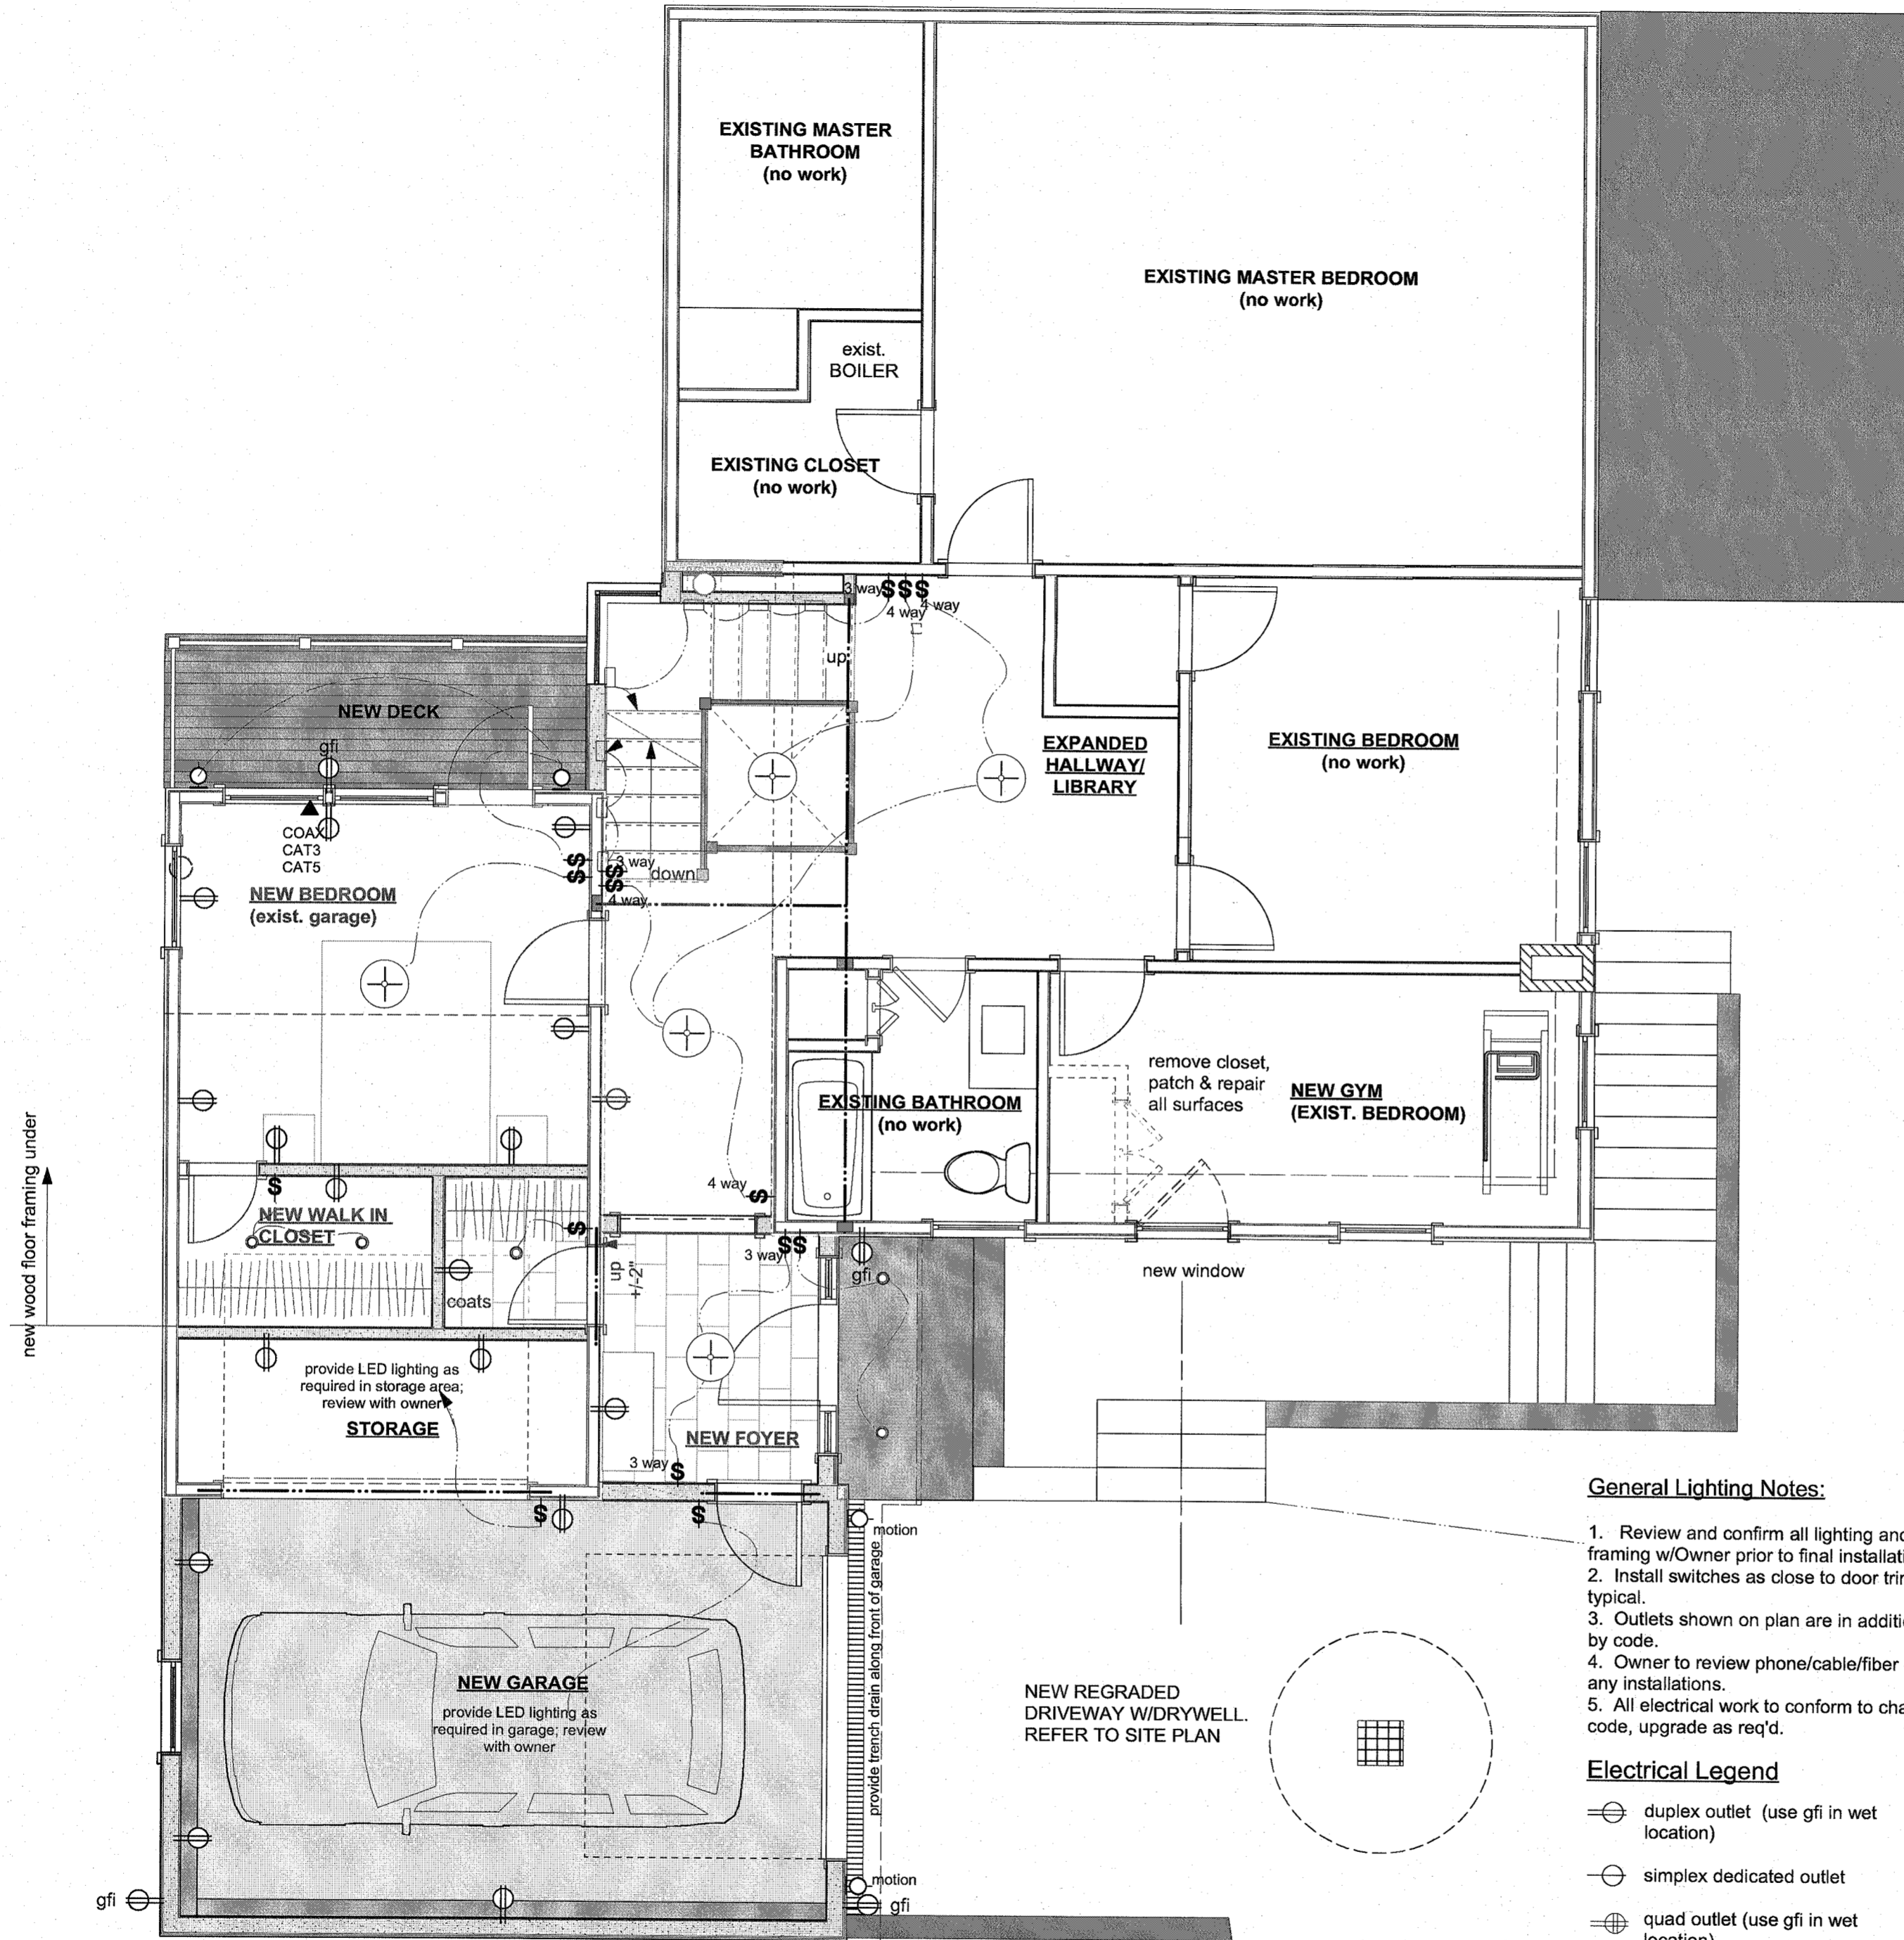 EXISTING MASTER
BATHROOM
(no work)
EXISTING MASTER BEDROOM
(no work)
exist.
BOILER
EXISTING CLOSET
(no work)
3 way
$$$
4 way
4 way
up
NEW DECK
gfi
EXPANDED
HALLWAY/
LIBRARY
EXISTING BEDROOM
(no work)
COAX
CAT3
CAT5
$
$
3 way
$
$
down
4 way
NEW BEDROOM
(exist. garage)
remove closet,
patch & repair
all surfaces
NEW GYM
(EXIST. BEDROOM)
EXISTING BATHROOM
(no work)
new wood floor framing under
4 way $
$
NEW WALK IN
CLOSET
$
coats
up
+/-2"
3 way $$
gfi
new window
provide LED lighting as
required in storage area;
review with owner
STORAGE
NEW FOYER
3 way $
$
$
motion
provide trench drain along front of garage
NEW GARAGE
provide LED lighting as
required in garage; review
with owner
NEW REGRADED
DRIVEWAY W/DRYWELL.
REFER TO SITE PLAN
motion
gfi
gfi
General Lighting Notes:
1. Review and confirm all lighting and
framing w/Owner prior to final
2. Install switches as close to door
typical.
3. Outlets shown on plan are in
by code.
4. Owner to review phone/cable/fiber
any installations.
5. All electrical work to conform to
code, upgrade as req'd.
Electrical Legend
duplex outlet (use gfi in wet
location)
simplex dedicated outlet
quad outlet (use gfi in wet
location)